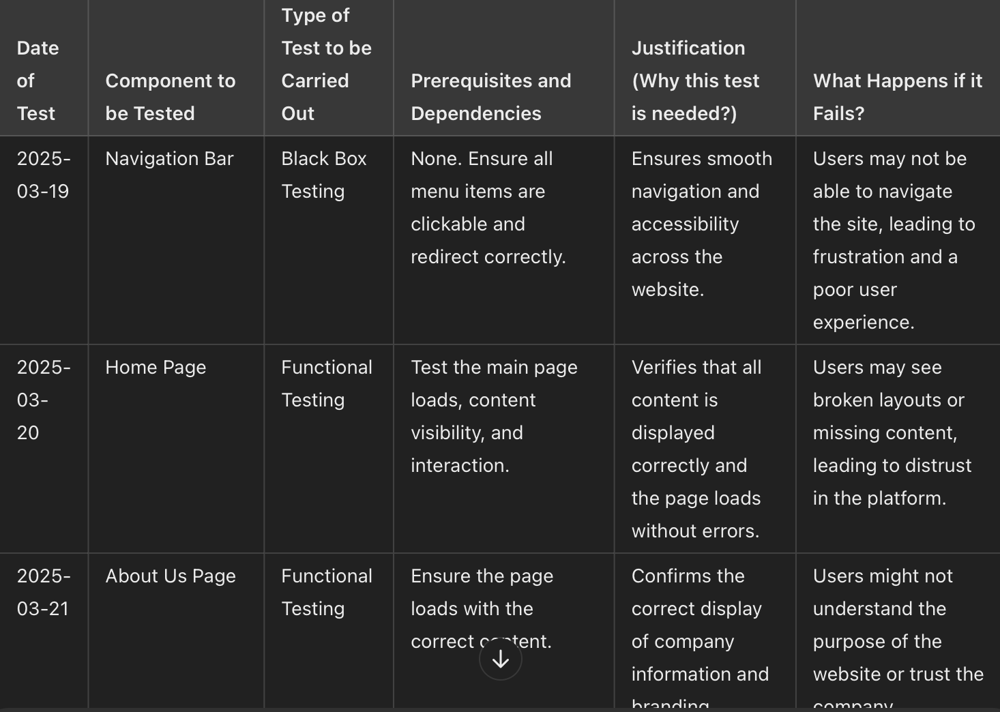 Date
of
Test
Component to
be Tested
Type of
Test to be
Carried
Out
Prerequisites and
Dependencies
Justification
(Why this test
is needed?)
What Happens if it
Fails?
2025-
03-19
Navigation Bar
Black Box
Testing
None. Ensure all
menu items are
clickable and
redirect correctly.
Ensures smooth
navigation and
accessibility
across the
website.
Users may not be
able to navigate
the site, leading to
frustration and a
poor user
experience.
2025-
03-
20
Home Page
Functional
Testing
Test the main page
loads, content
visibility, and
interaction.
Verifies that all
content is
displayed
correctly and
the page loads
without errors.
Users may see
broken layouts or
missing content,
leading to distrust
in the platform.
2025-
03-21
About Us Page
Functional
Testing
Ensure the page
loads with the
correct content.
Confirms the
correct display
of company
information and
branding
Users might not
understand the
purpose of the
website or trust the
company